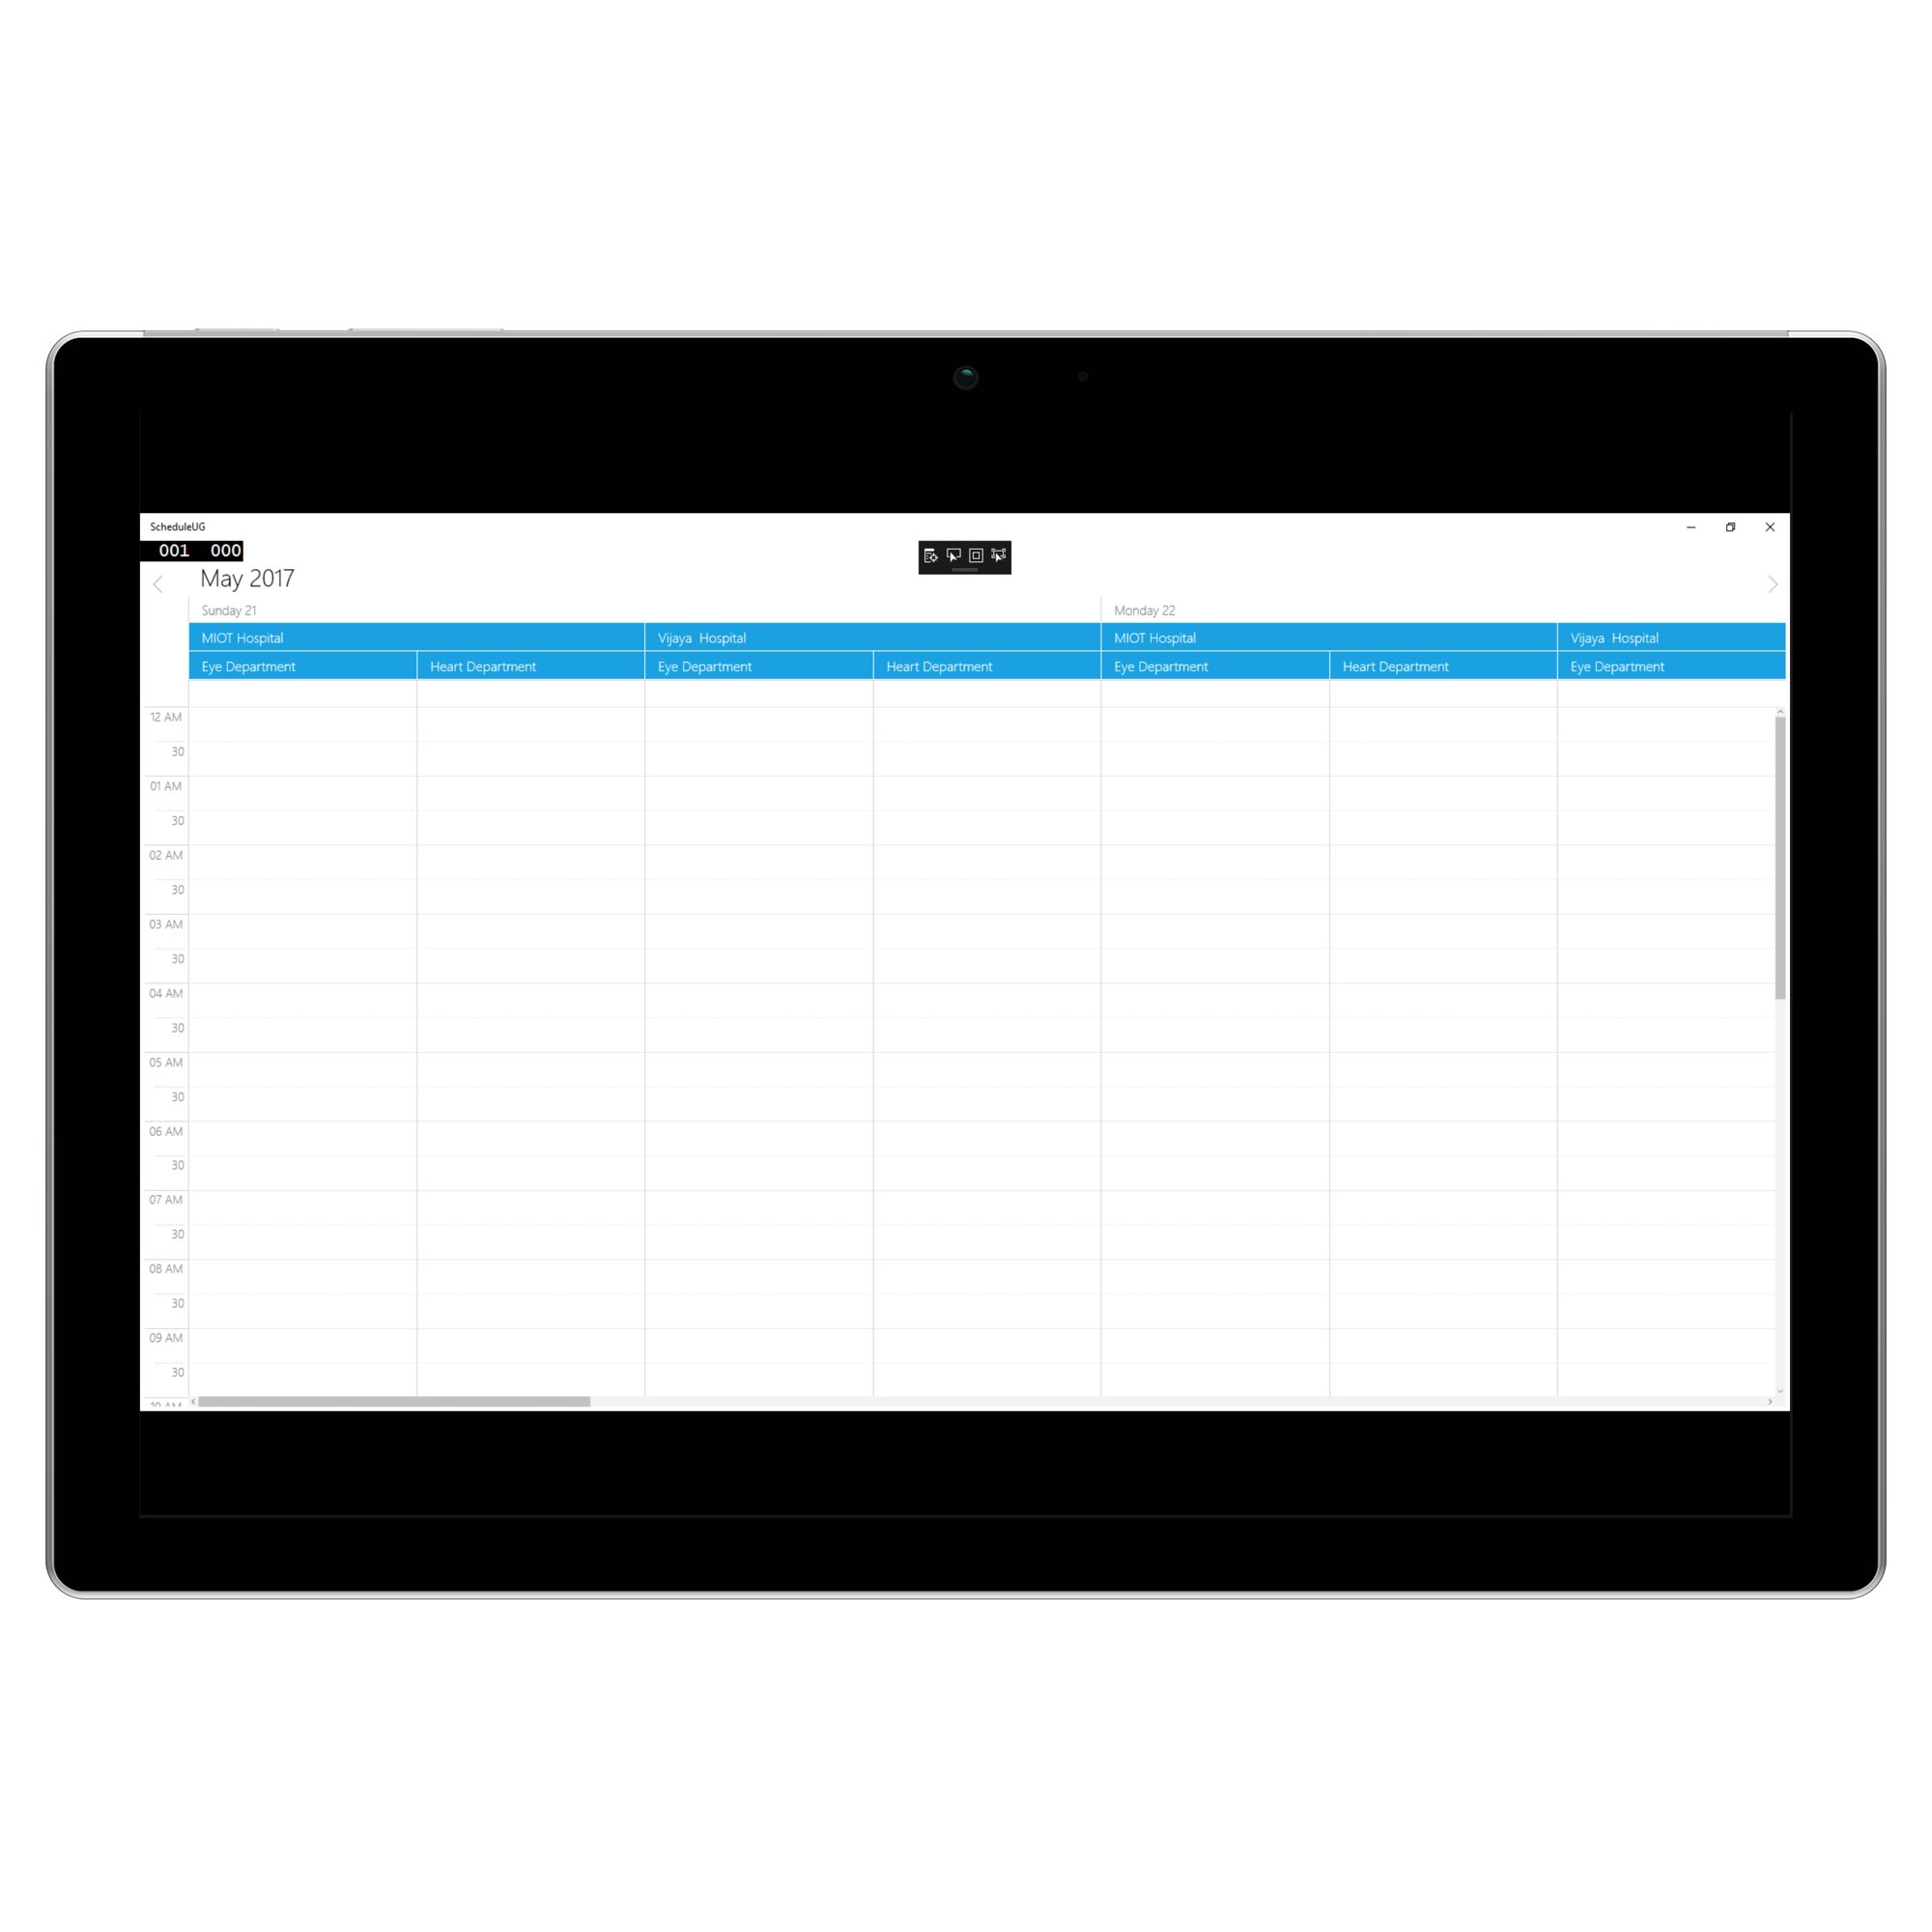 ScheduleUG
001 000
May 2017
Sunday 21 Monday 22
MIOT Hospital Vijaya Hospital MIOT Hospital Vijaya Hospital
Eye Department Heart Department Eye Department Heart Department Eye Department Heart Department Eye Department
12 AM
30
01 AM
30
02 AM
30
03 AM
30
04 AM
30
05 AM
30
06 AM
30
07 AM
30
08 AM
30
09 AM
30
10 AM